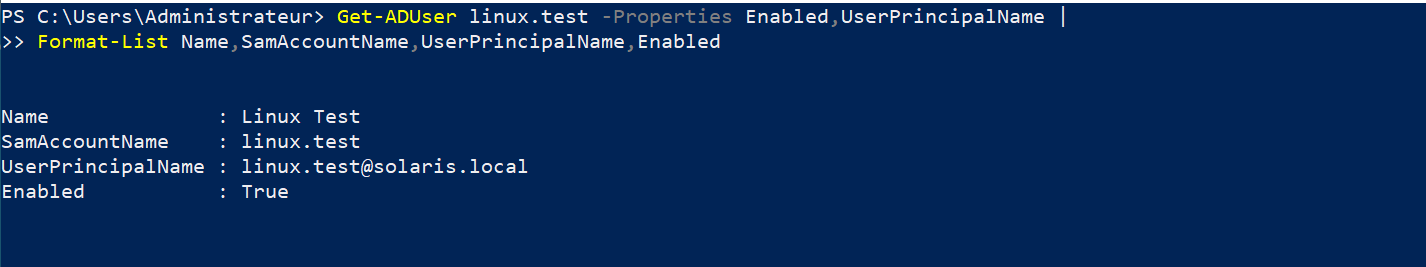 PS C:\Users\Administrateur> Get-ADUser linux.test -Properties Enabled,UserPrincipalName |
>> Format-List Name,SamAccountName,UserPrincipalName,Enabled
Name              : Linux Test
SamAccountName    : linux.test
UserPrincipalName : linux.test@solaris.local
Enabled           : True